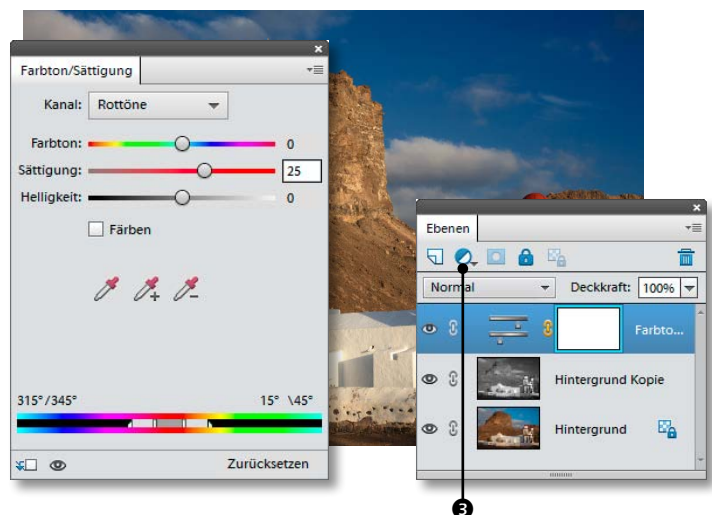 Farbton/Sättigung
Kanal: Rottöne
Farbton: 0
Sättigung: 25
Helligkeit: 0
Färben
315°/345° 15° \45°
Zurücksetzen
Ebenen
Normal Deckkraft: 100%
Farbto...
Hintergrund Kopie
Hintergrund
3